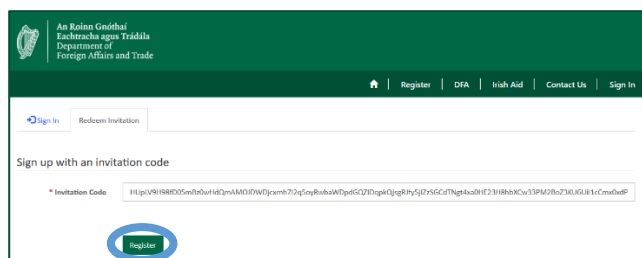 An Roinn Gnóthaí
Eachtracha agus Trádála
Department of
Foreign Affairs and Trade
Register | DFA | Irish Aid | Contact Us | Sign In
Sign In Redeem Invitation
Sign up with an invitation code
* Invitation Code
Register